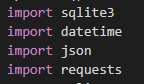 import sqlite3
import datetime
import json
import requests